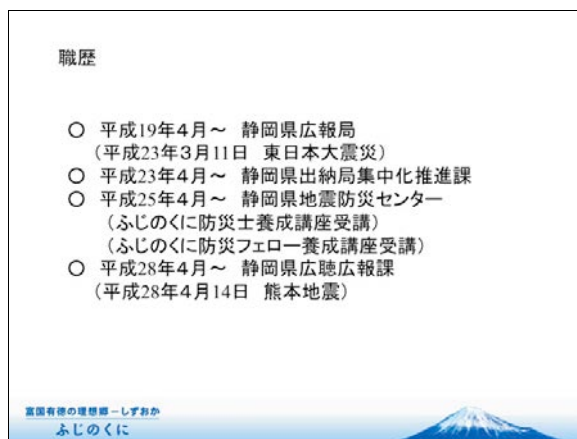 職歴
○ 平成19年４月～ 静岡県広報局
（平成23年３月11日 東日本大震災）
○ 平成23年４月～ 静岡県出納局集中化推進課
○ 平成25年４月～ 静岡県地震防災センター
（ふじのくに防災士養成講座受講）
（ふじのくに防災フェロー養成講座受講）
○ 平成28年４月～ 静岡県広聴広報課
（平成28年４月14日 熊本地震）
富国有徳の理想郷－しずおか
ふじのくに